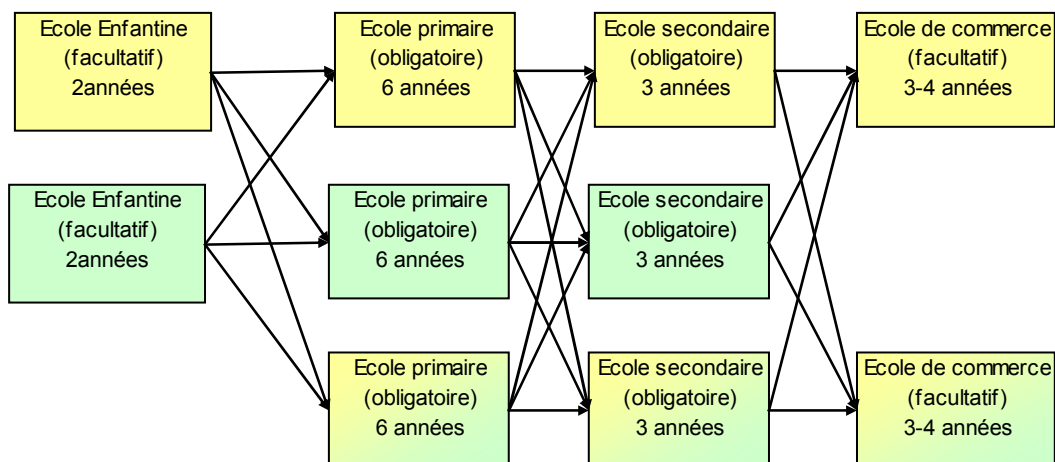 Ecole Enfantine
(facultatif)
2années
Ecole primaire
(obligatoire)
6 années
Ecole secondaire
(obligatoire)
3 années
Ecole de commerce
(facultatif)
3-4 années
Ecole Enfantine
(facultatif)
2années
Ecole primaire
(obligatoire)
6 années
Ecole secondaire
(obligatoire)
3 années
Ecole primaire
(obligatoire)
6 années
Ecole secondaire
(obligatoire)
3 années
Ecole de commerce
(facultatif)
3-4 années